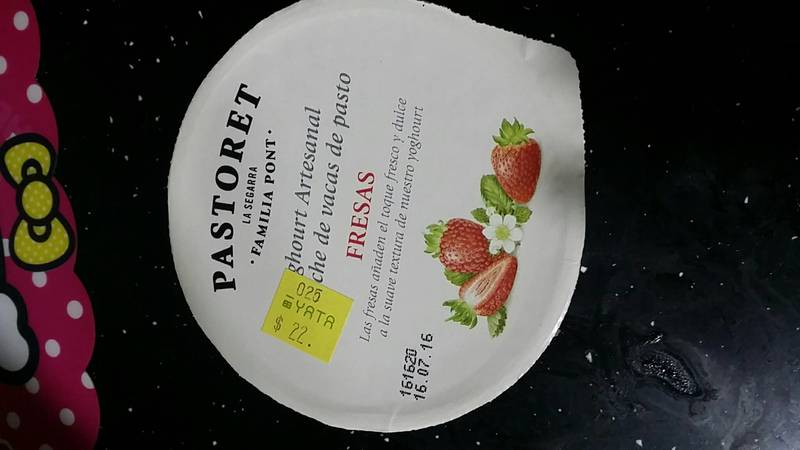 PASTORET
LA SEGARRA
· FAMILIA PONT ·
ghourt Artesanal
che de vacas de pasto
FRESAS
Las fresas añaden el toque fresco y dulce
a la suave textura de nuestro yoghourt
025
YATA
$ 22.
161620
16.07.16